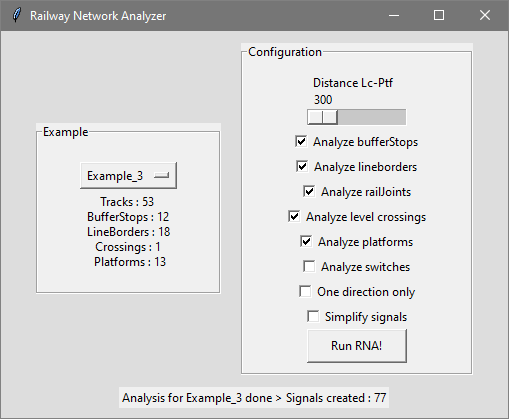 Railway Network Analyzer
Example
Example_3
Tracks : 53
BufferStops : 12
LineBorders : 18
Crossings : 1
Platforms : 13
Configuration
Distance Lc-Ptf
300
Analyze bufferStops
Analyze lineborders
Analyze railJoints
Analyze level crossings
Analyze platforms
Analyze switches
One direction only
Simplify signals
Run RNA!
Analysis for Example_3 done > Signals created : 77